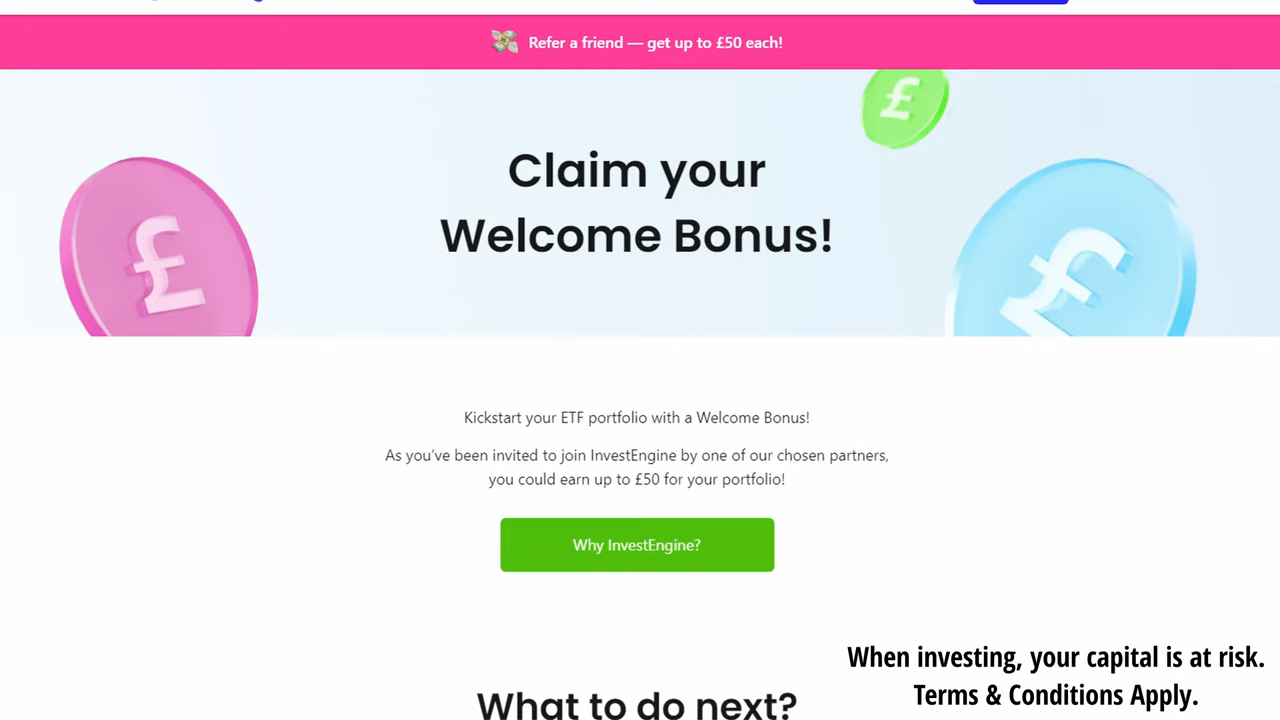 Refer a friend — get up to £50 each!
£
£
£
Claim your
Welcome Bonus!
Kickstart your ETF portfolio with a Welcome Bonus!
As you’ve been invited to join InvestEngine by one of our chosen partners,
you could earn up to £50 for your portfolio!
Why InvestEngine?
When investing, your capital is at risk.
Terms & Conditions Apply.
What to do next?